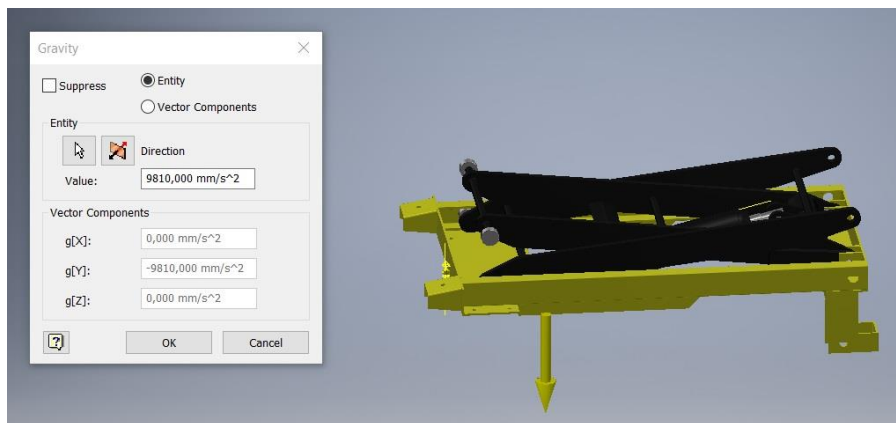 Gravity
Suppress
Entity
Vector Components
Entity
Direction
Value: 9810,000 mm/s^2
Vector Components
g[X]: 0,000 mm/s^2
g[Y]: -9810,000 mm/s^2
g[Z]: 0,000 mm/s^2
? OK Cancel